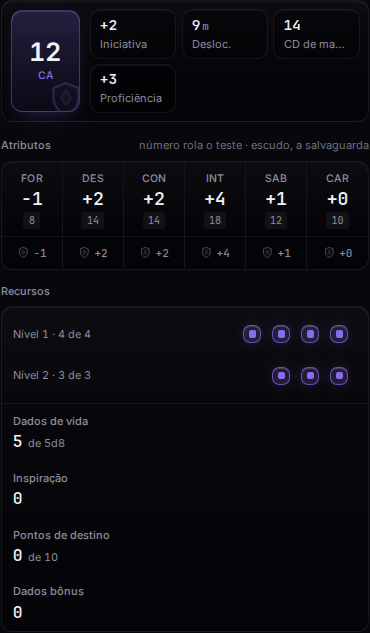 12
CA
+2
Iniciativa
9 m
Desloc.
14
CD de ma...
+3
Proficiência
Atributos
número rola o teste · escudo, a salvaguarda
FOR DES CON INT SAB CAR
-1 +2 +2 +4 +1 +0
8 14 14 18 12 10
-1 +2 +2 +4 +1 +0
Recursos
Nível 1 · 4 de 4
Nível 2 · 3 de 3
Dados de vida
5 de 5d8
Inspiração
0
Pontos de destino
0 de 10
Dados bônus
0